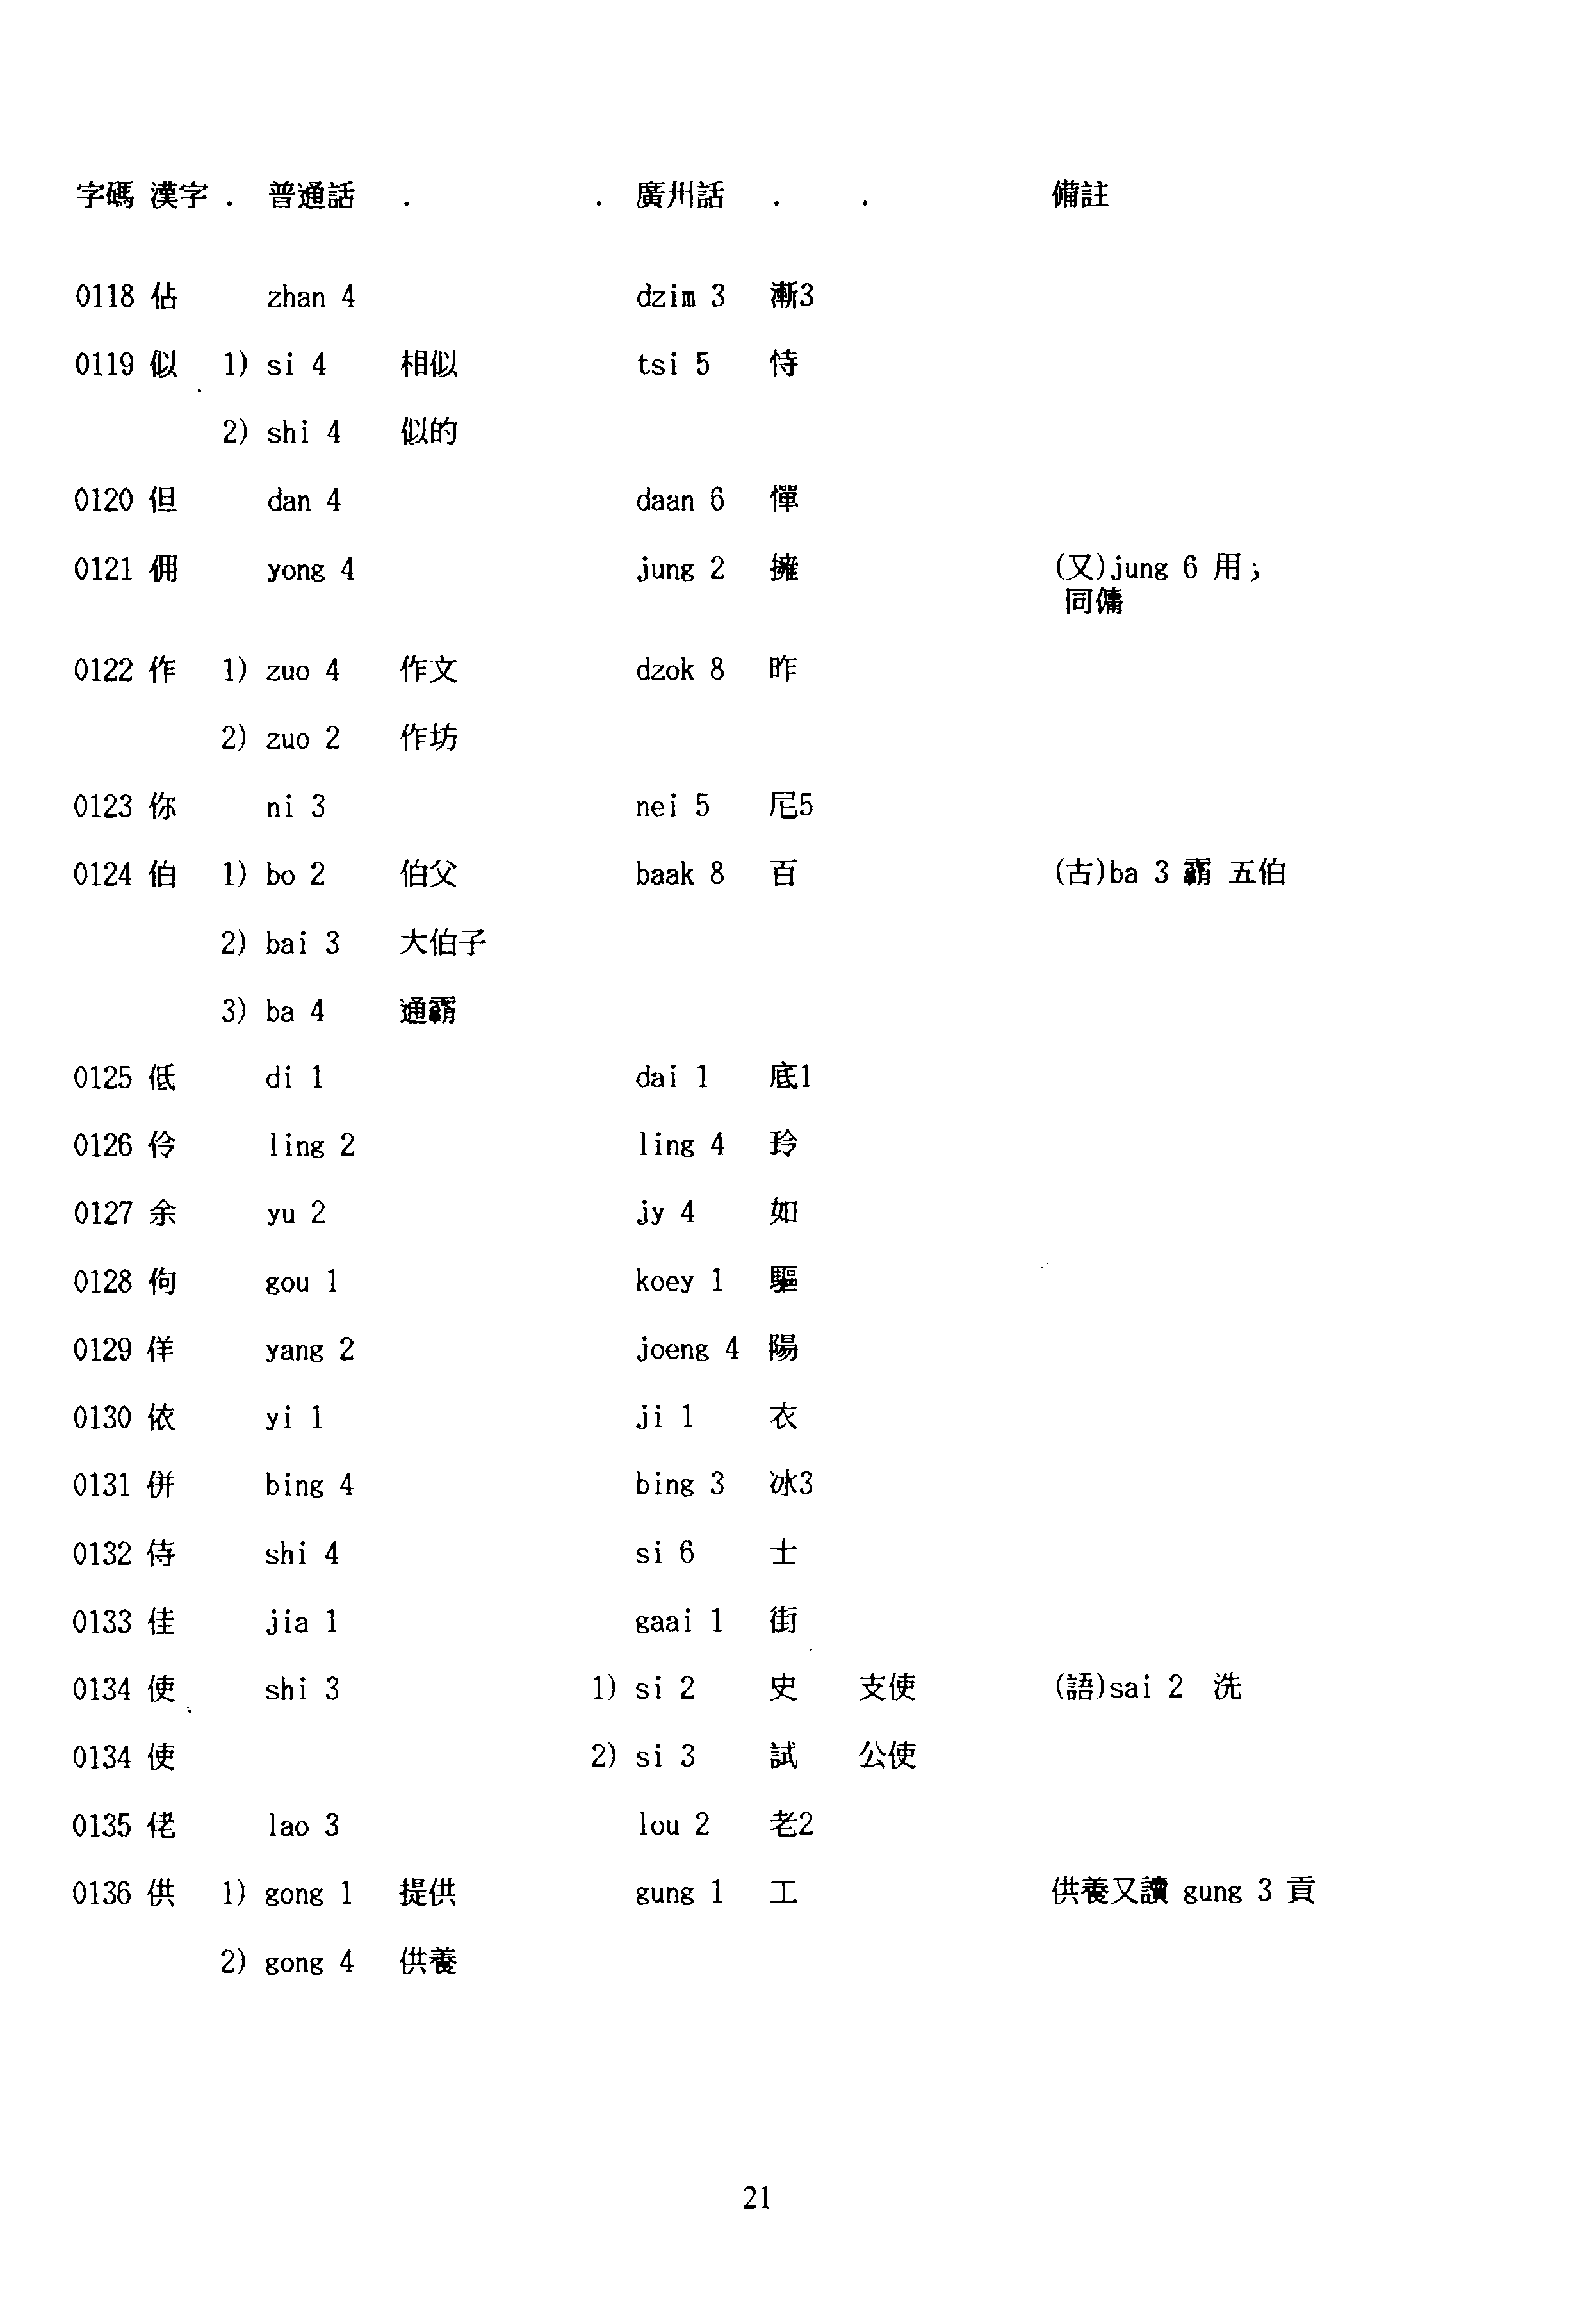 字碼 漢字 . 普通話 . . 廣州話 . . 備註
0118 佔 zhan 4 dzim 3 漸3
0119 似 1) si 4 相似 tsi 5 恃
2) shi 4 似的
0120 但 dan 4 daan 6 憚
0121 佣 yong 4 jung 2 擁 (又)jung 6 用;
同傭
0122 作 1) zuo 4 作文 dzok 8 昨
2) zuo 2 作坊
0123 你 ni 3 nei 5 尼5
0124 伯 1) bo 2 伯父 baak 8 百 (古)ba 3 霸 五伯
2) bai 3 大伯子
3) ba 4 通霸
0125 低 di 1 dai 1 底1
0126 伶 ling 2 ling 4 玲
0127 余 yu 2 jy 4 如
0128 佝 gou 1 koey 1 驅
0129 佯 yang 2 joeng 4 陽
0130 依 yi 1 ji 1 衣
0131 併 bing 4 bing 3 冰3
0132 侍 shi 4 si 6 士
0133 佳 jia 1 gaai 1 街
0134 使 shi 3 1) si 2 史 支使 (語)sai 2 洗
0134 使 2) si 3 試 公使
0135 佬 lao 3 lou 2 老2
0136 供 1) gong 1 提供 gung 1 工 供養又讀 gung 3 貢
2) gong 4 供養
21